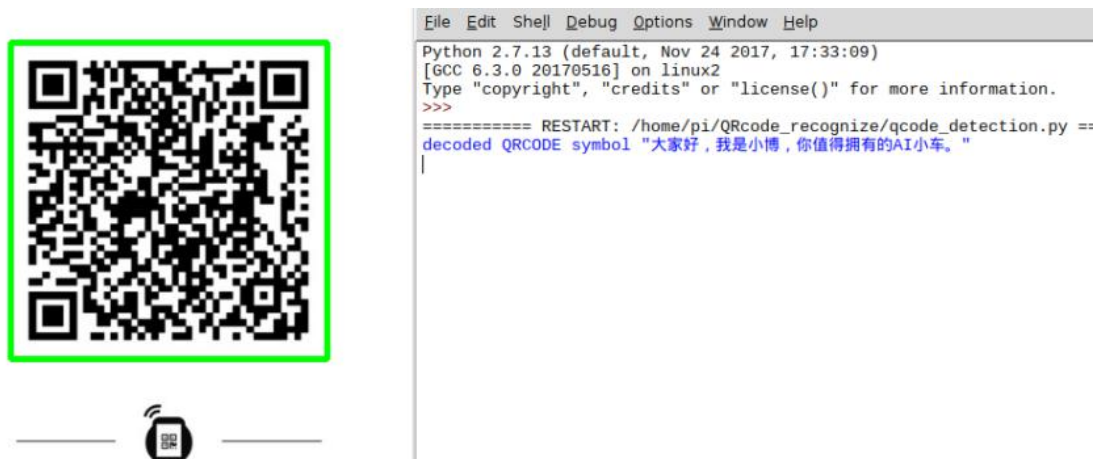 File Edit Shell Debug Options Window Help
Python 2.7.13 (default, Nov 24 2017, 17:33:09)
[GCC 6.3.0 20170516] on linux2
Type "copyright", "credits" or "license()" for more information.
>>>
=========== RESTART: /home/pi/QRcode_recognize/qcode_detection.py ==
decoded QRCODE symbol "大家好，我是小博，你值得拥有的AI小车。"